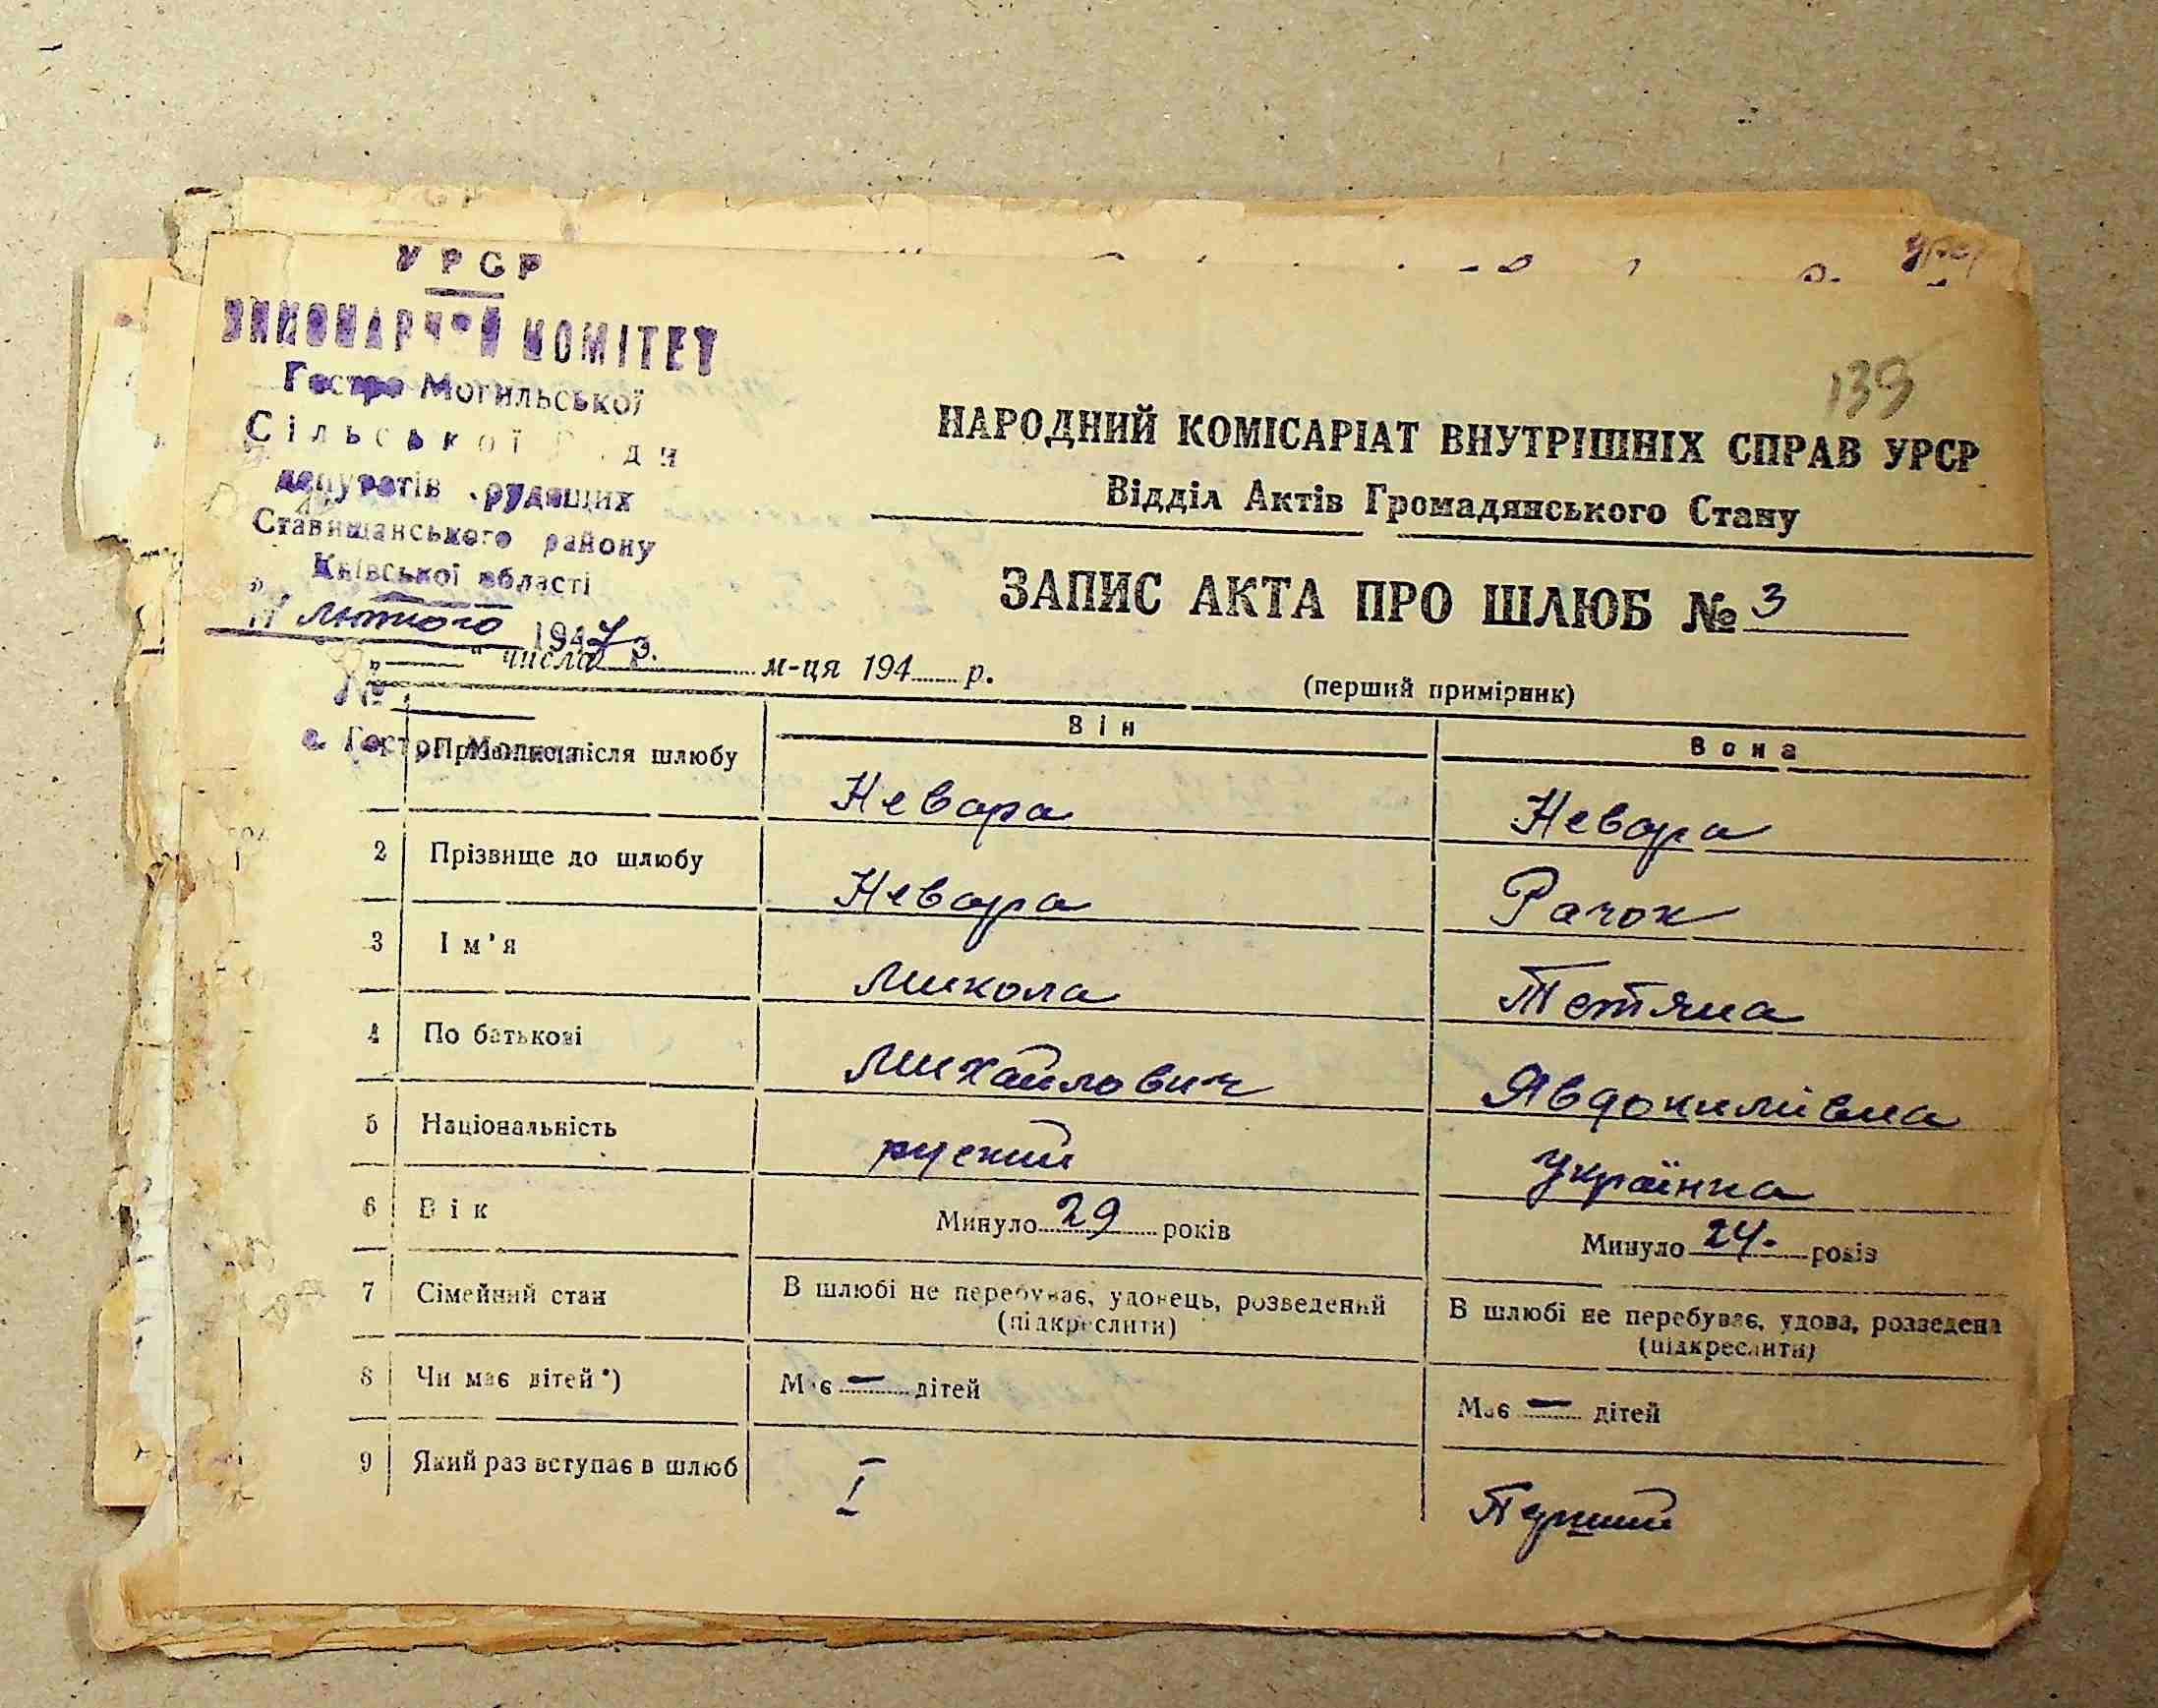 УРСР
ВИКОНАРЧИЙ КОМІТЕТ
Гостро Могильської
Сільської Ради
депутатів трудящих
Ставищанського району
Київської області
лютого 1947 р.
№
с. Гостра Могила
139
НАРОДНИЙ КОМІСАРІАТ ВНУТРІШНІХ СПРАВ УРСР
Відділ Актів Громадянського Стану
ЗАПИС АКТА ПРО ШЛЮБ № 3
„ “ числа м-ця 194 р.
(перший примірник)
Він Вона
Прізвище після шлюбу Невара Невара
2 Прізвище до шлюбу Невара Рачок
3 Ім'я Микола Тетяна
4 По батькові Михайлович Явдокимівна
5 Національність руский Українка
6 Вік Минуло 29 років Минуло 24. років
7 Сімейний стан В шлюбі не перебуває, удовець, розведений (підкреслити) В шлюбі не перебуває, удова, розведена (підкреслити)
8 Чи має дітей*) Має — дітей Має — дітей
9 Який раз вступає в шлюб I Перший